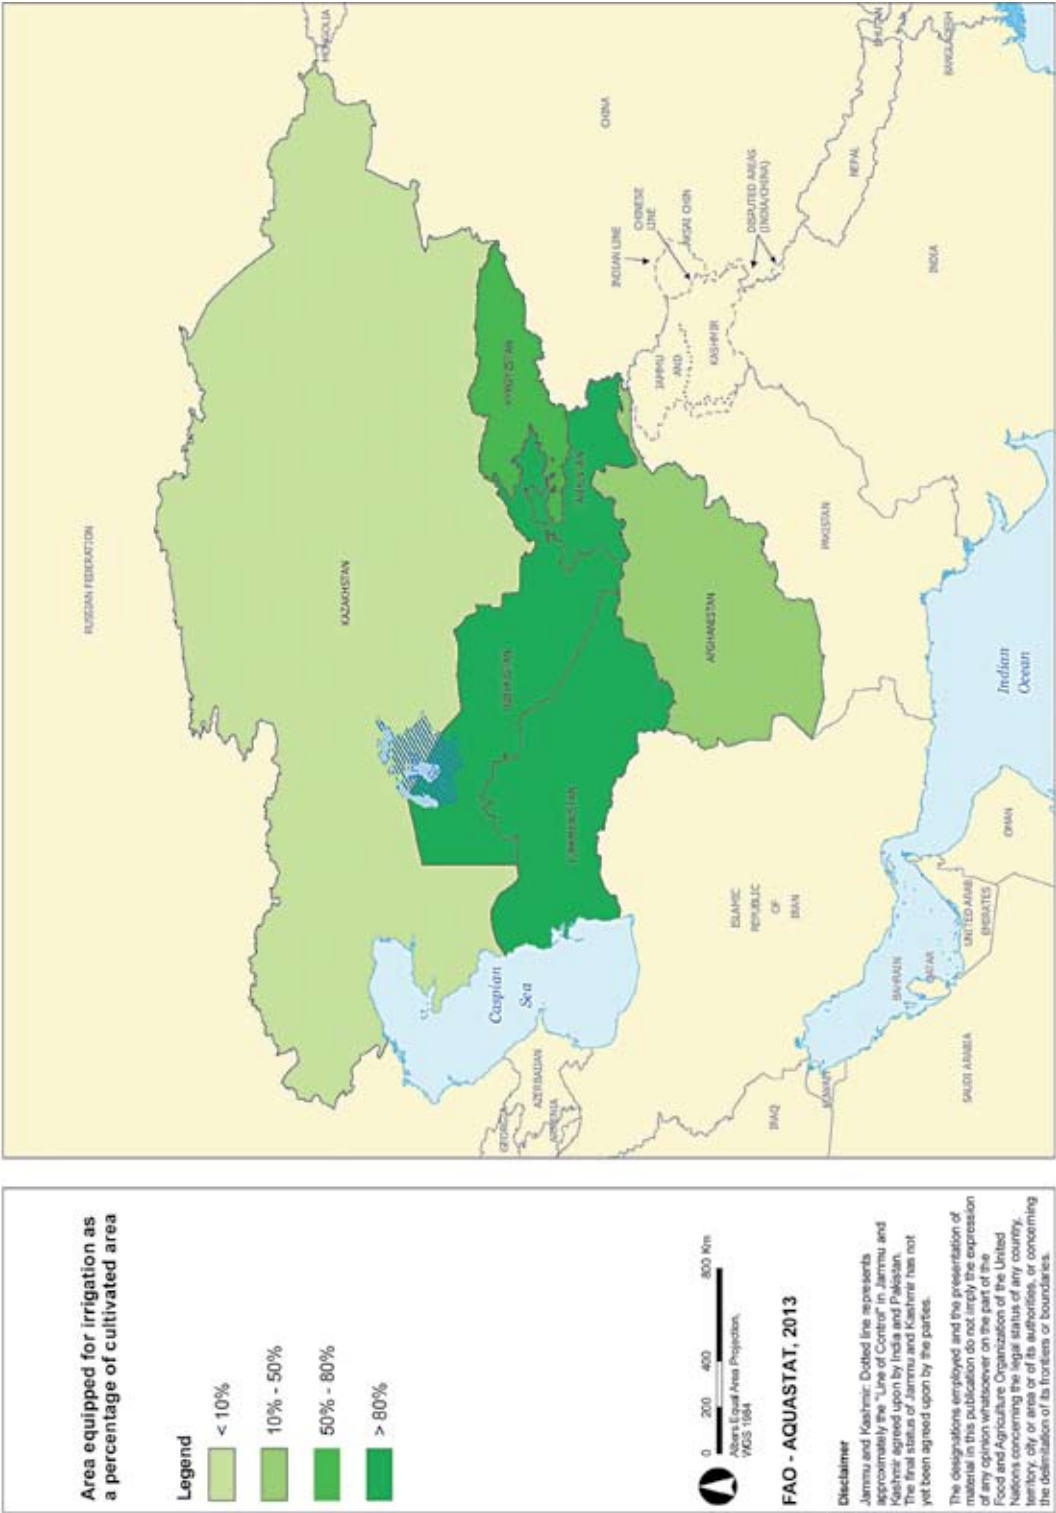 Area equipped for irrigation as
a percentage of cultivated area
Legend
< 10%
10% - 50%
50% - 80%
> 80%
0 200 400 800 Km
Albers Equal Area Projection,
WGS 1984
FAO - AQUASTAT, 2013
Disclaimer
Jammu and Kashmir: Dotted line represents
approximately the "Line of Control" in Jammu and
Kashmir agreed upon by India and Pakistan.
The final status of Jammu and Kashmir has not
yet been agreed upon by the parties.
The designations employed and the presentation of
material in this publication do not imply the expression
of any opinion whatsoever on the part of the
Food and Agriculture Organization of the United
Nations concerning the legal status of any country,
territory, city or area or of its authorities, or concerning
the delimitation of its frontiers or boundaries.
RUSSIAN FEDERATION
MONGOLIA
KAZAKHSTAN
CHINA
UZBEKISTAN
KYRGYZSTAN
TURKMENISTAN
TAJIKISTAN
AFGHANISTAN
Caspian
Sea
GEORGIA
AZERBAIJAN
ARMENIA
IRAQ
ISLAMIC
REPUBLIC
OF
IRAN
KUWAIT
BAHRAIN
QATAR
SAUDI ARABIA
UNITED ARAB
EMIRATES
OMAN
Indian
Ocean
PAKISTAN
JAMMU
AND
KASHMIR
INDIAN LINE
CHINESE
LINE
AKSAI CHIN
DISPUTED AREAS
(INDIA/CHINA)
INDIA
NEPAL
BHUTAN
BANGLADESH